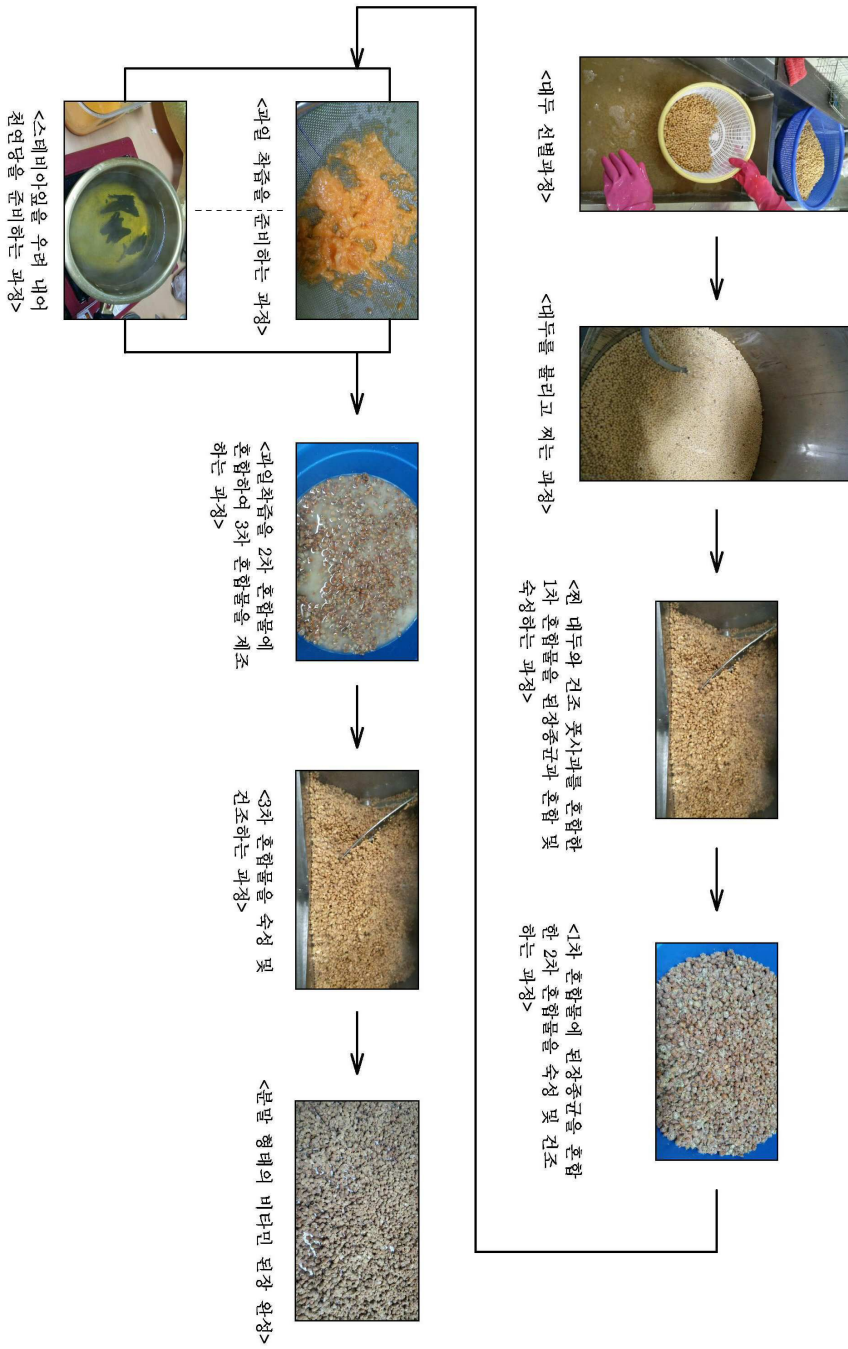 <대두 선별과정>
<대두를 불리고 찌는 과정>
<찐 대두와 건조 풋사과를 혼합한
1차 혼합물을 된장종균과 혼합 및
숙성하는 과정>
<1차 혼합물에 된장종균을 혼합
한 2차 혼합물을 숙성 및 건조
하는 과정>
<과일 착즙을 준비하는 과정>
<스테비아잎을 우려 내어
천연당을 준비하는 과정>
<과일착즙을 2차 혼합물에
혼합하여 3차 혼합물을 제조
하는 과정>
<3차 혼합물을 숙성 및
건조하는 과정>
<분말 형태의 비타민 된장 완성>